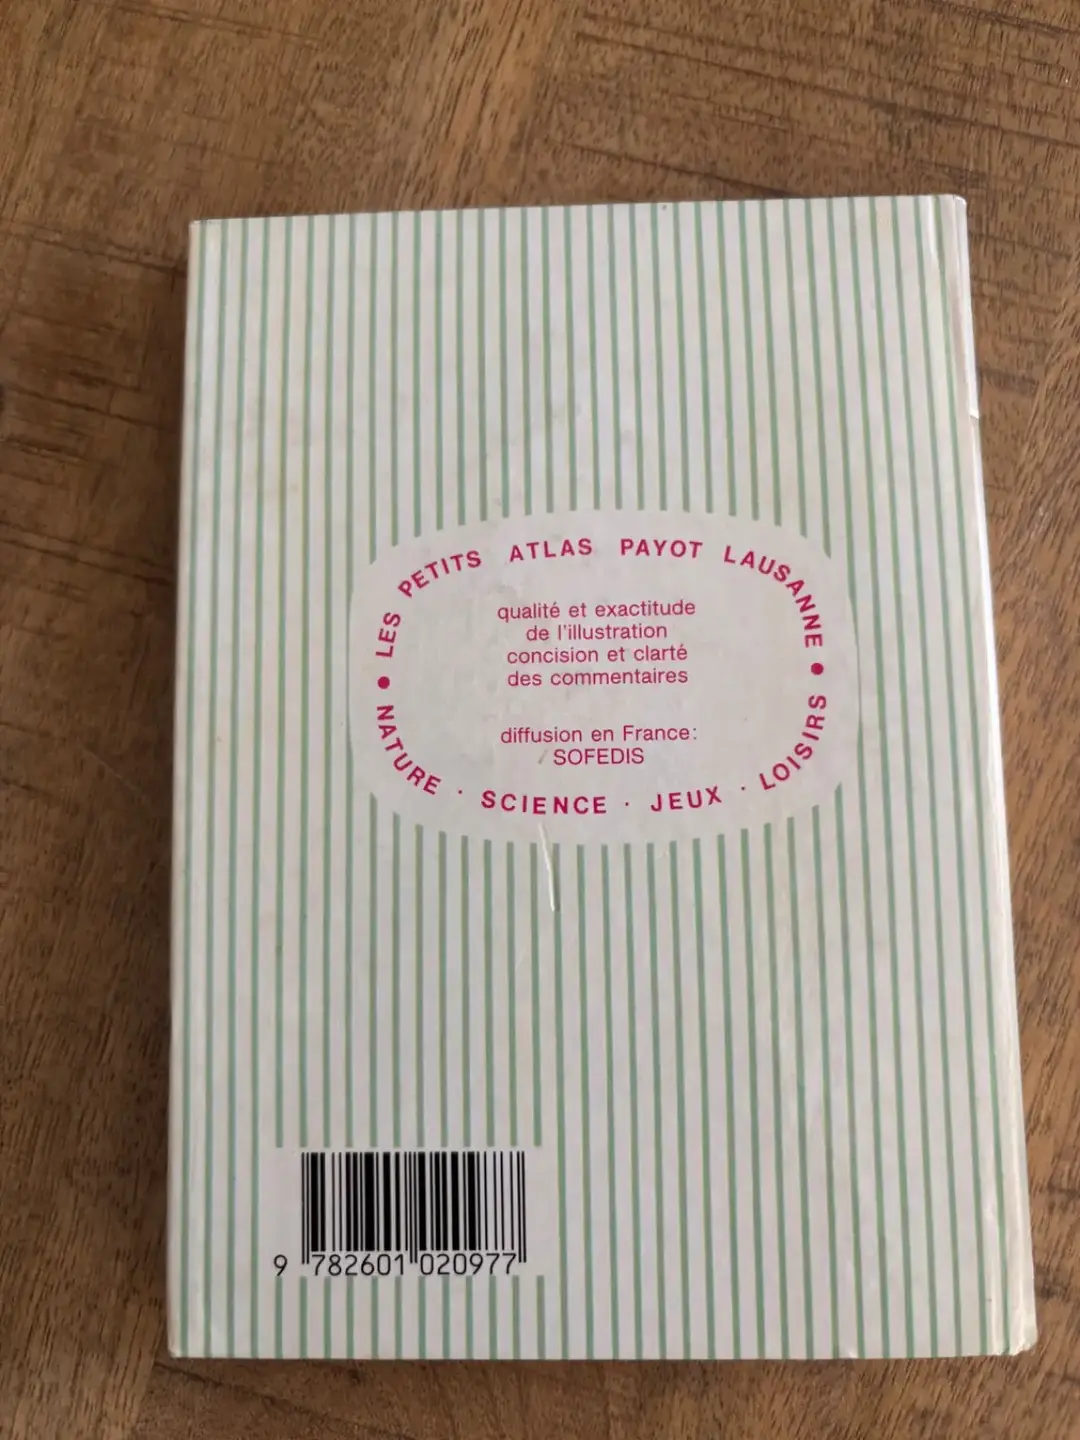 LES PETITS ATLAS PAYOT LAUSANNE
qualité et exactitude
de l'illustration
concision et clarté
des commentaires
diffusion en France:
SOFEDIS
• NATURE · SCIENCE · JEUX · LOISIRS •
9 782601 020977